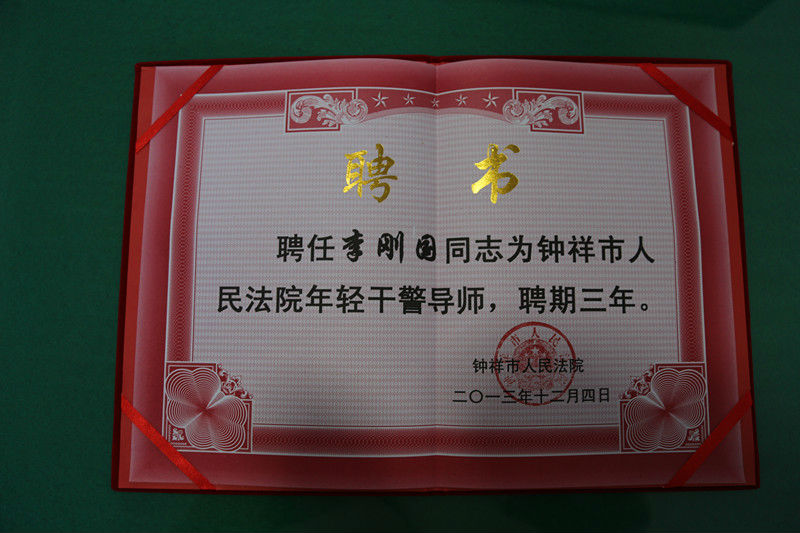 聘书
聘任李刚国同志为钟祥市人
民法院年轻干警导师，聘期三年。
钟祥市人民法院
二〇一三年十二月四日